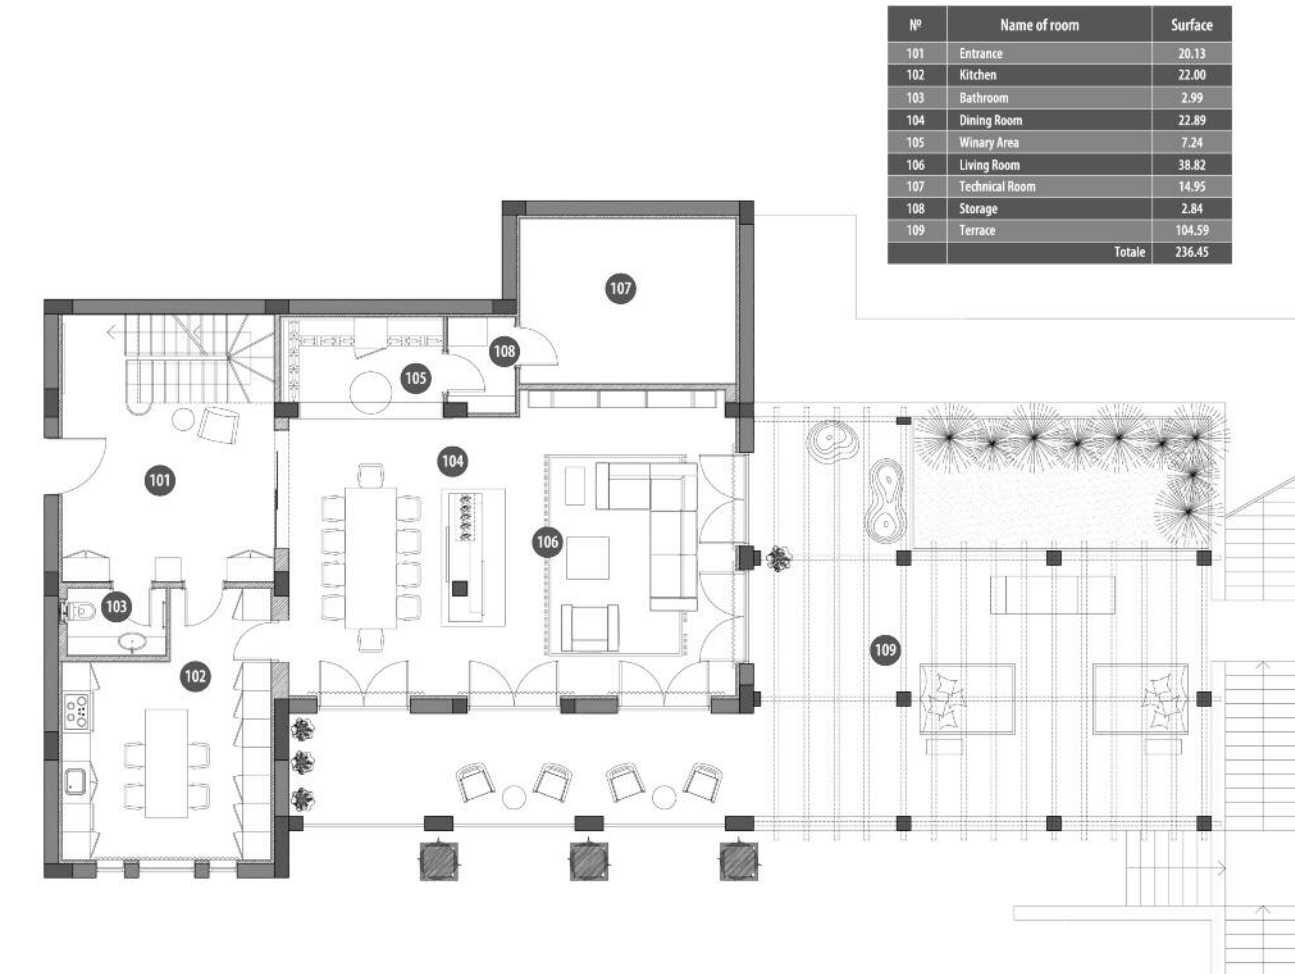 Nº Name of room Surface
101 Entrance 20.13
102 Kitchen 22.00
103 Bathroom 2.99
104 Dining Room 22.89
105 Winary Area 7.24
106 Living Room 38.82
107 Technical Room 14.95
108 Storage 2.84
109 Terrace 104.59
Totale 236.45
107
108
105
104
101
106
103
109
102